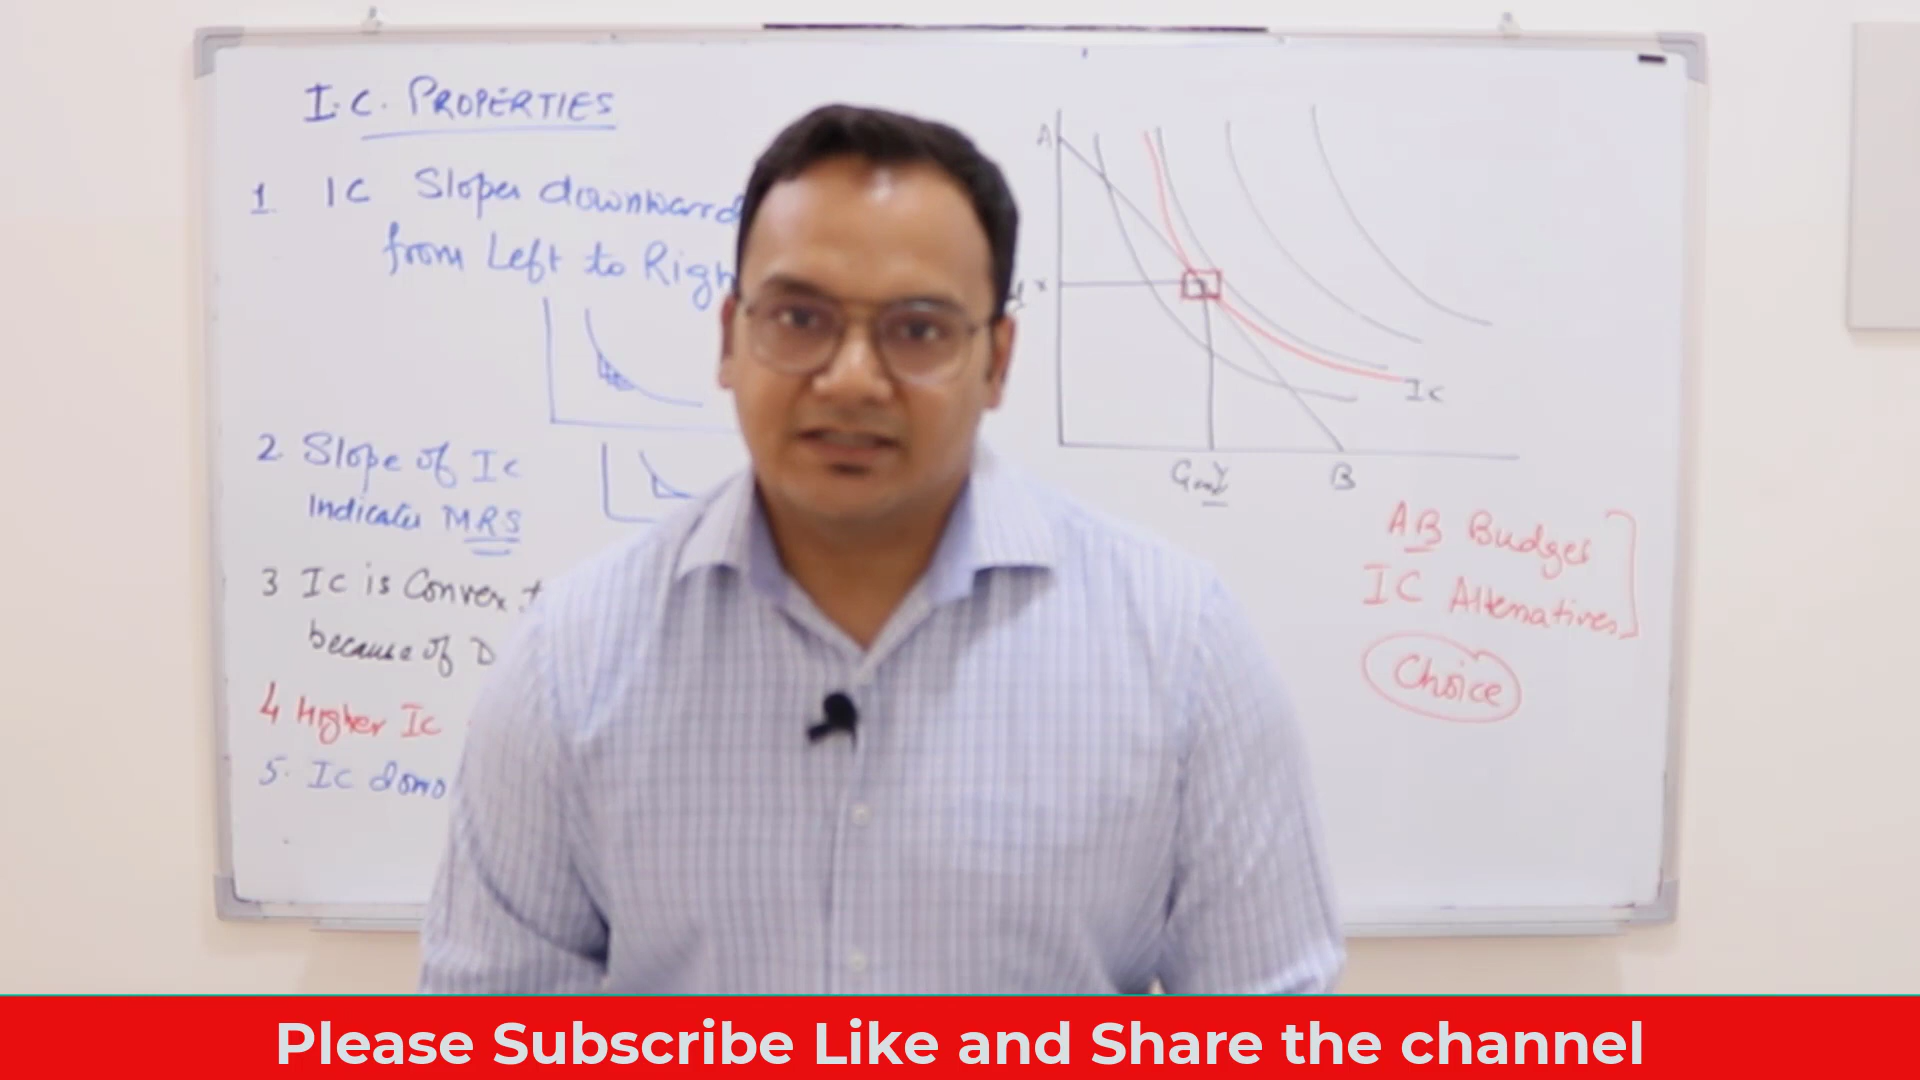 I.C. PROPERTIES
1 IC Slopes downward
from Left to Righ
2 Slope of Ic
Indicates MRS
3 Ic is Convex t
because of D
4 Higher Ic
5. Ic dono
A
x
Ic
Good Y
B
AB Budget
IC Alternatives
Choice
Please Subscribe Like and Share the channel